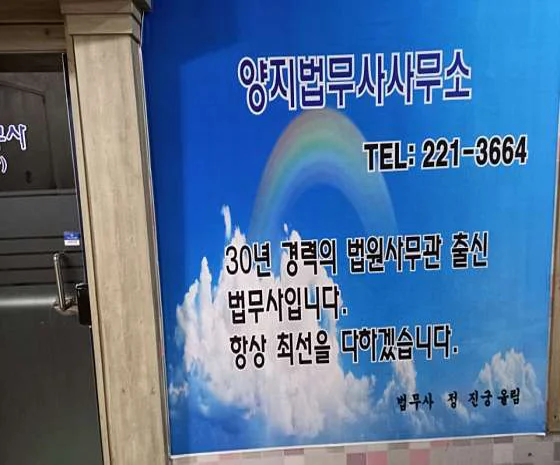 양지법무사사무소
TEL: 221-3664
30년 경력의 법원사무관 출신
법무사입니다.
항상 최선을 다하겠습니다.
법무사 정 진궁 올림